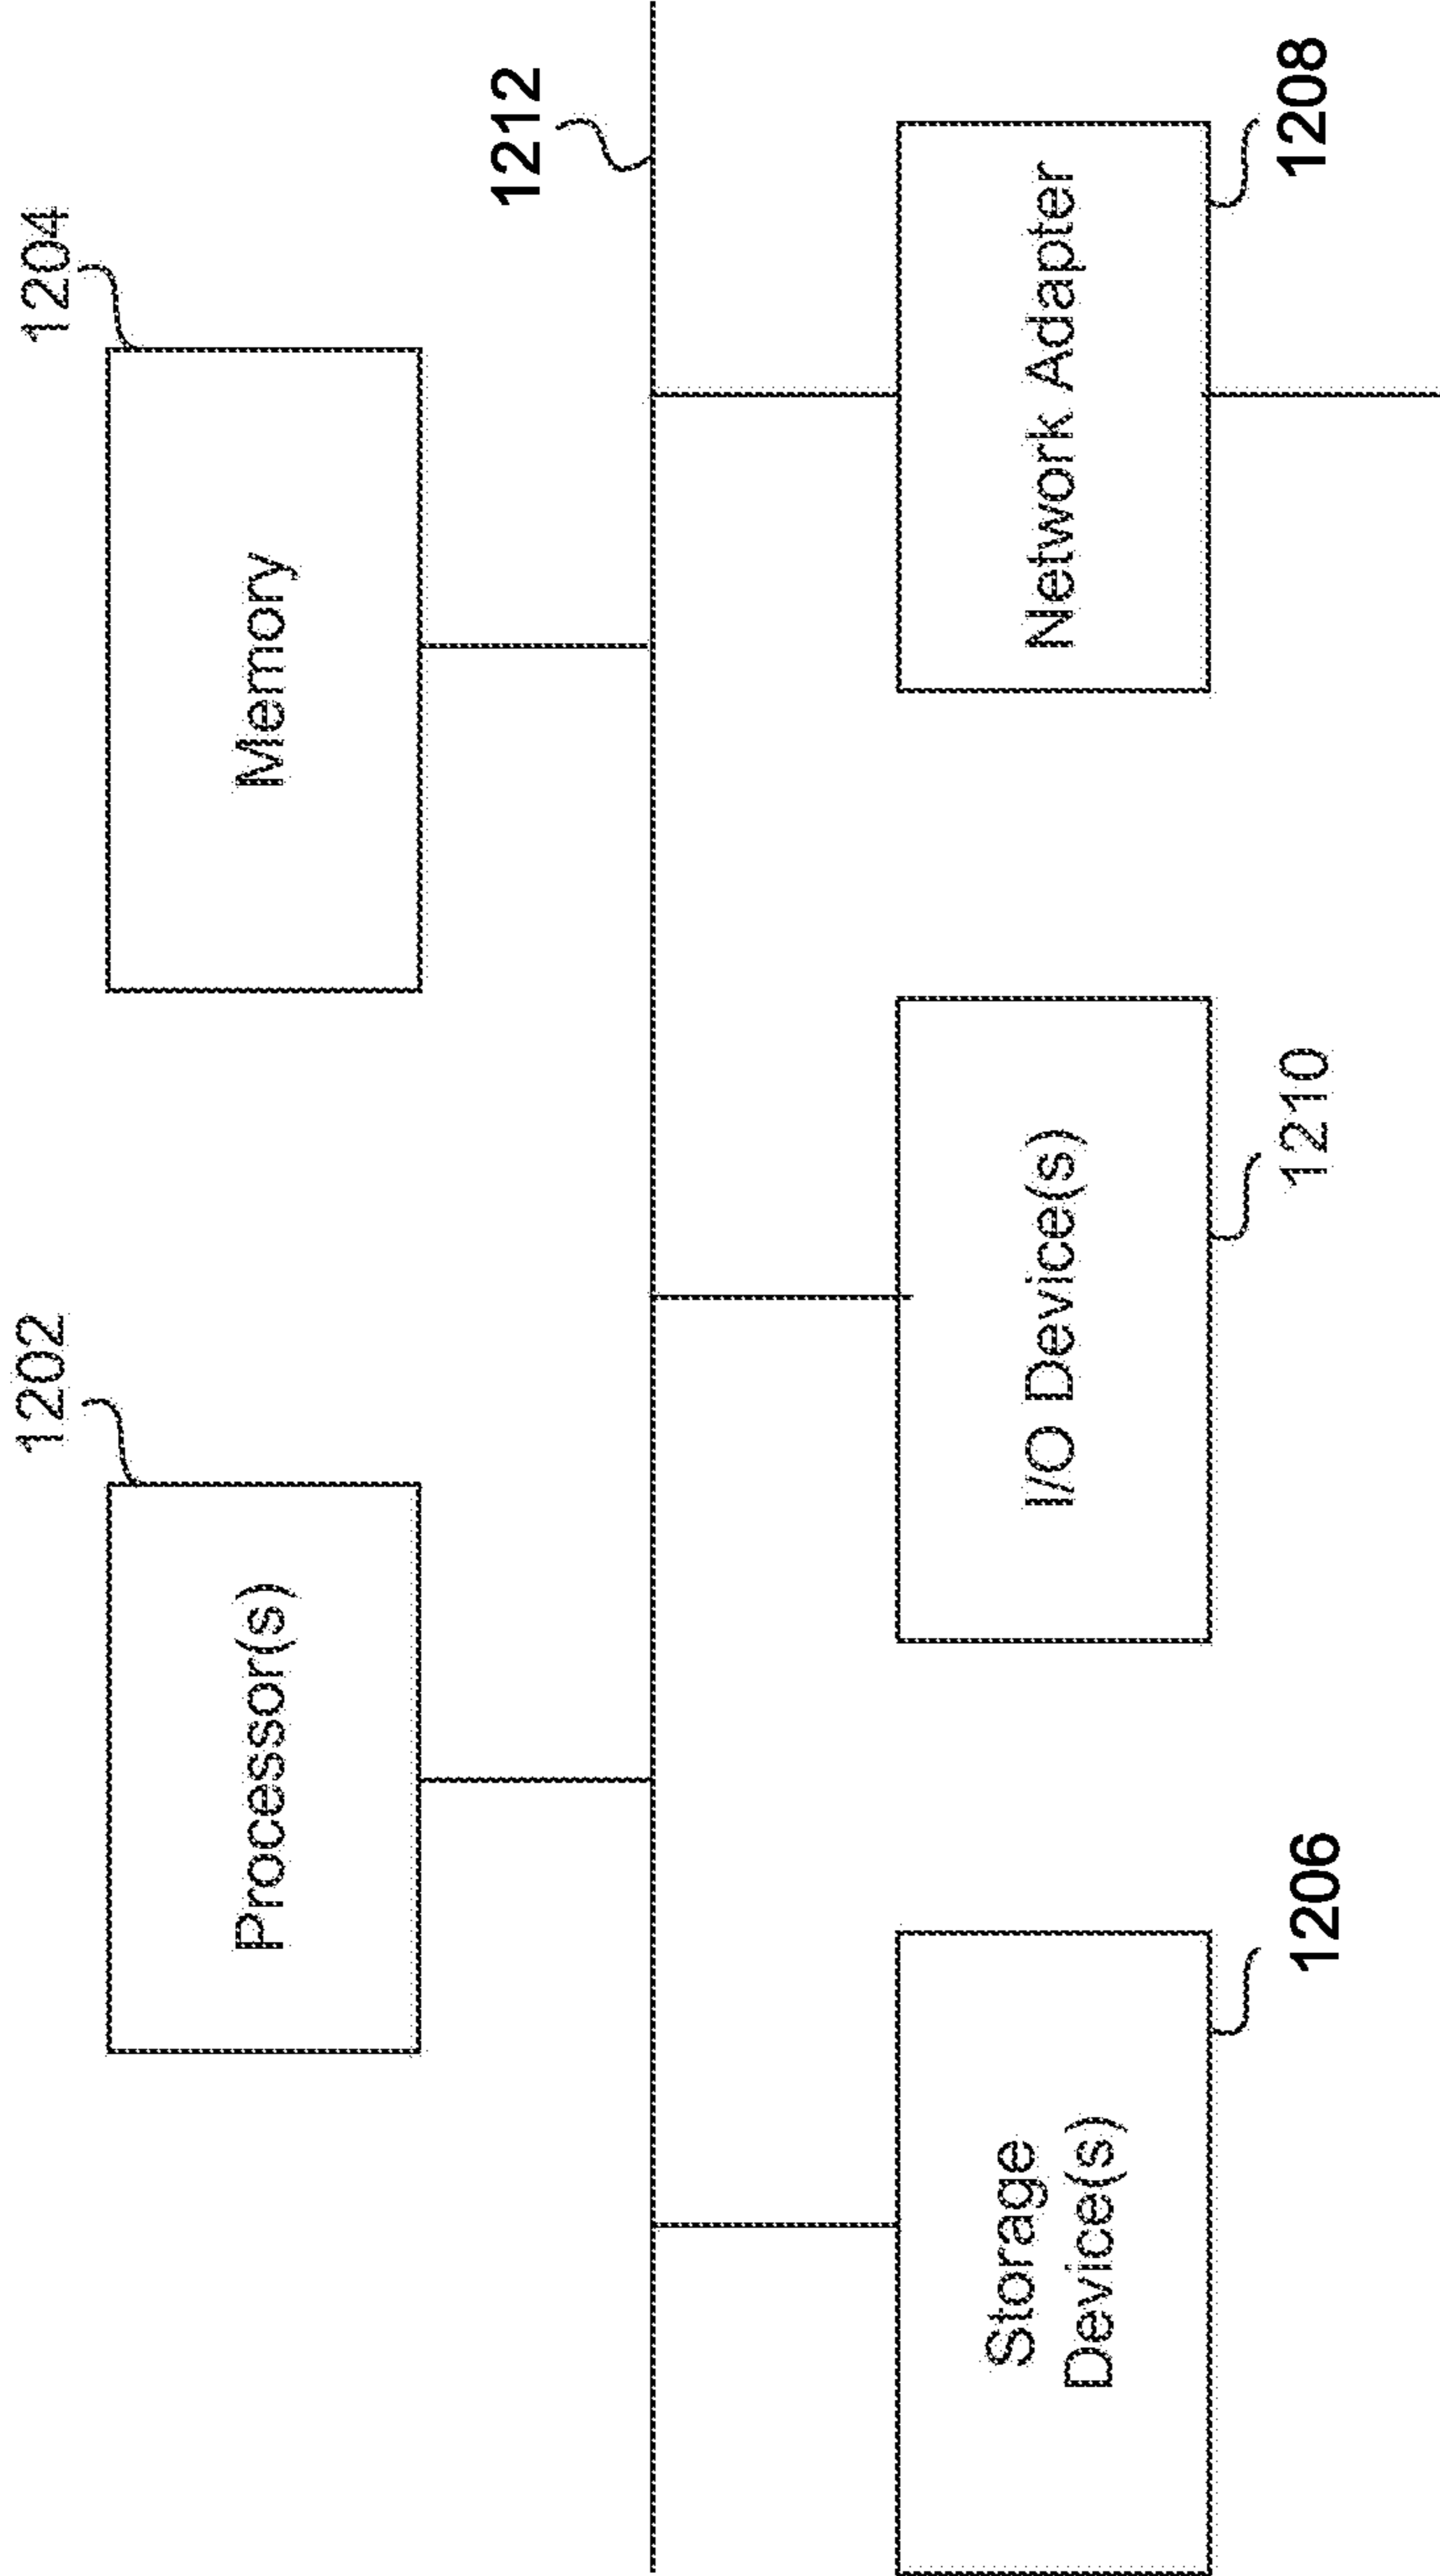 1202
1204
Processor(s)
Memory
1212
Storage
Device(s)
I/O Device(s)
Network Adapter
1206
1210
1208